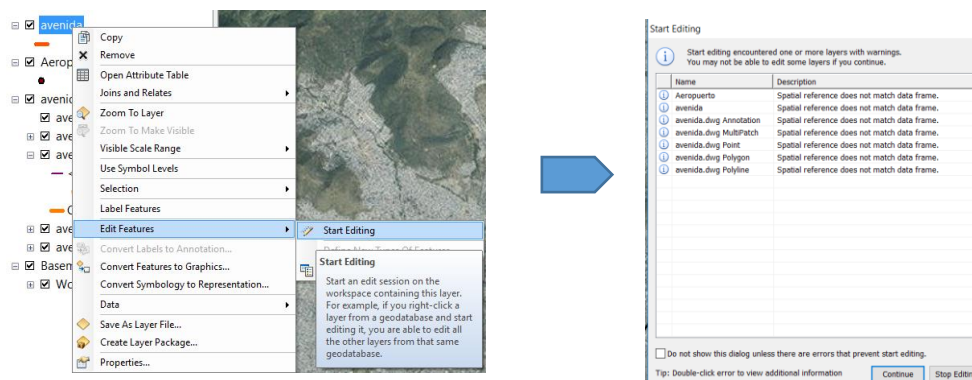 avenida
Copy
Remove
Aerop
Open Attribute Table
Joins and Relates
avenid
ave
Zoom To Layer
ave
Zoom To Make Visible
ave
Visible Scale Range
Use Symbol Levels
Selection
Label Features
ave
Edit Features
Start Editing
ave
Convert Labels to Annotation...
Define New Types Of Features...
Basem
Convert Features to Graphics...
Wo
Convert Symbology to Representation...
Data
Save As Layer File...
Create Layer Package...
Properties...
Start Editing
Start an edit session on the
workspace containing this layer.
For example, if you right-click a
layer from a geodatabase and start
editing it, you are able to edit all
the other layers from that same
geodatabase.
Start Editing
Start editing encountered one or more layers with warnings.
You may not be able to edit some layers if you continue.
Name Description
Aeropuerto Spatial reference does not match data frame.
avenida Spatial reference does not match data frame.
avenida.dwg Annotation Spatial reference does not match data frame.
avenida.dwg MultiPatch Spatial reference does not match data frame.
avenida.dwg Point Spatial reference does not match data frame.
avenida.dwg Polygon Spatial reference does not match data frame.
avenida.dwg Polyline Spatial reference does not match data frame.
Do not show this dialog unless there are errors that prevent start editing.
Tip: Double-click error to view additional information
Continue
Stop Editin